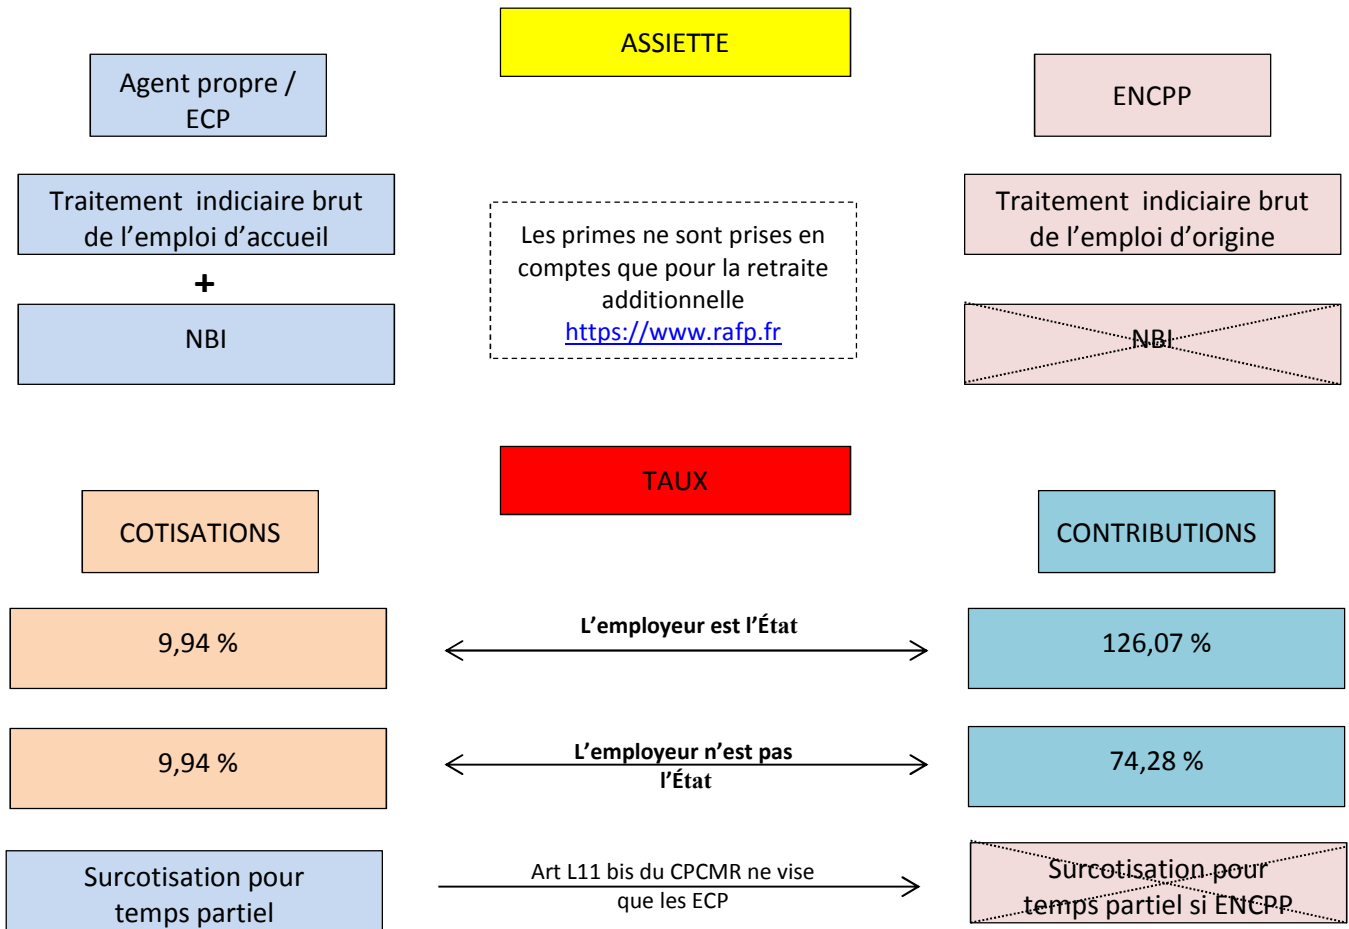 ASSIETTE
Agent propre /
ECP
ENCPP
Traitement indiciaire brut
de l'emploi d'accueil
+
NBI
Les primes ne sont prises en
comptes que pour la retraite
additionnelle
https://www.rafp.fr
Traitement indiciaire brut
de l'emploi d'origine
NBI
TAUX
COTISATIONS
CONTRIBUTIONS
9,94 %
L'employeur est l'État
126,07 %
9,94 %
L'employeur n'est pas
l'État
74,28 %
Surcotisation pour
temps partiel
Art L11 bis du CPCMR ne vise
que les ECP
Surcotisation pour
temps partiel si ENCPP